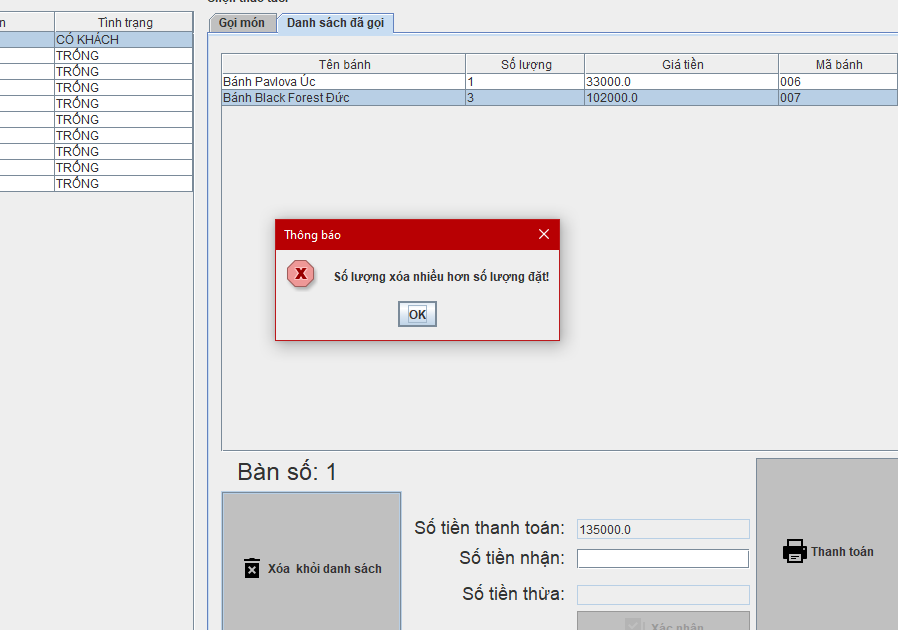 n Tình trạng
CÓ KHÁCH
TRỐNG
TRỐNG
TRỐNG
TRỐNG
TRỐNG
TRỐNG
TRỐNG
TRỐNG
TRỐNG
Gọi món Danh sách đã gọi
Tên bánh Số lượng Giá tiền Mã bánh
Bánh Pavlova Úc 1 33000.0 006
Bánh Black Forest Đức 3 102000.0 007
Thông báo
Số lượng xóa nhiều hơn số lượng đặt!
OK
Bàn số: 1
Xóa khỏi danh sách
Số tiền thanh toán: 135000.0
Số tiền nhận:
Số tiền thừa:
Xác nhận
Thanh toán